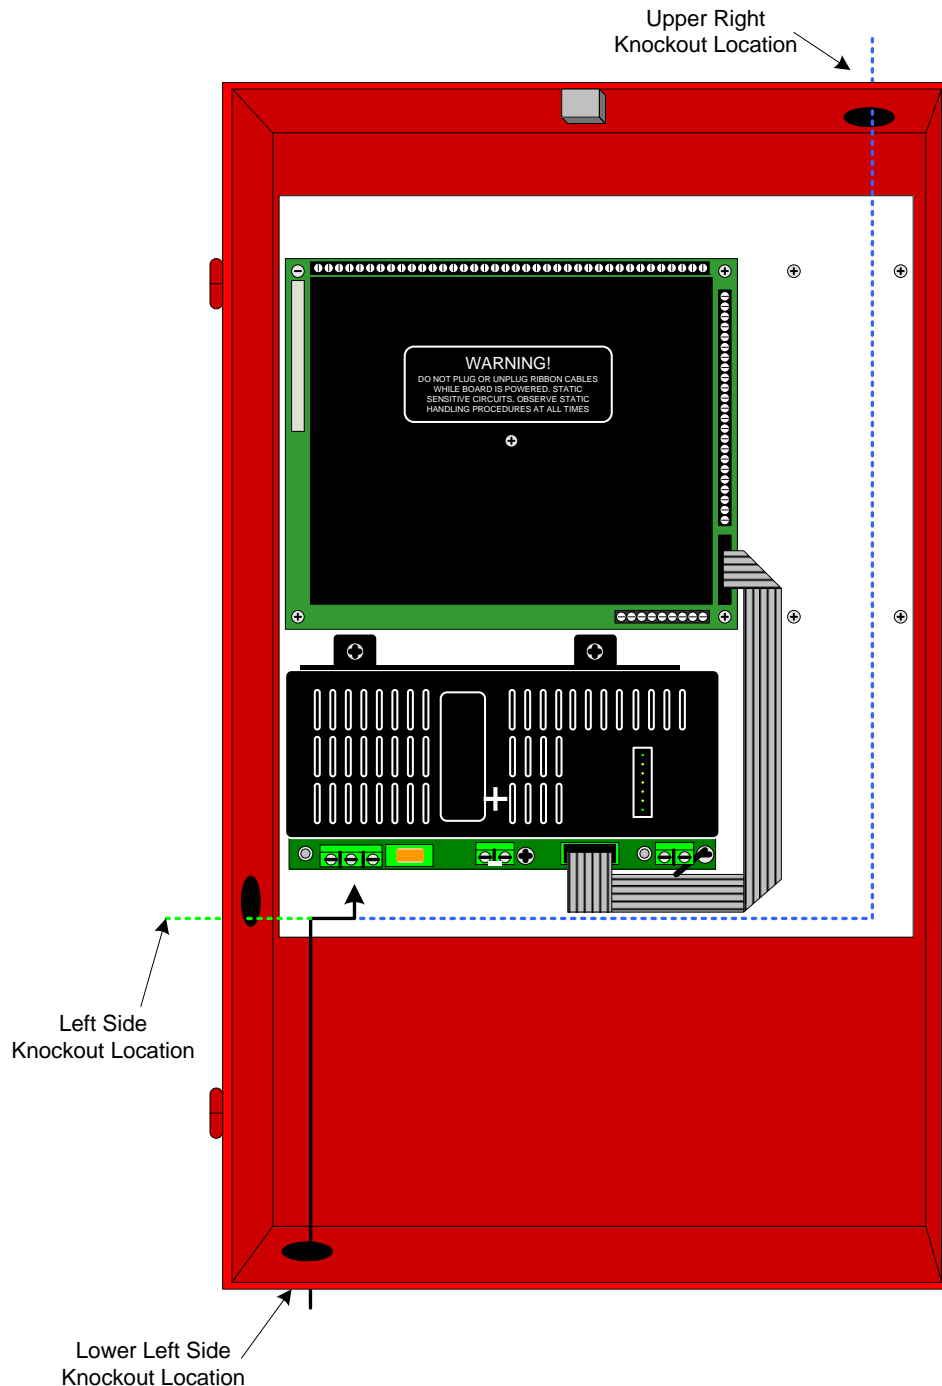 Upper Right
Knockout Location
WARNING!
DO NOT PLUG OR UNPLUG RIBBON CABLES
WHILE BOARD IS POWERED. STATIC
SENSITIVE CIRCUITS. OBSERVE STATIC
HANDLING PROCEDURES AT ALL TIMES
Left Side
Knockout Location
Lower Left Side
Knockout Location